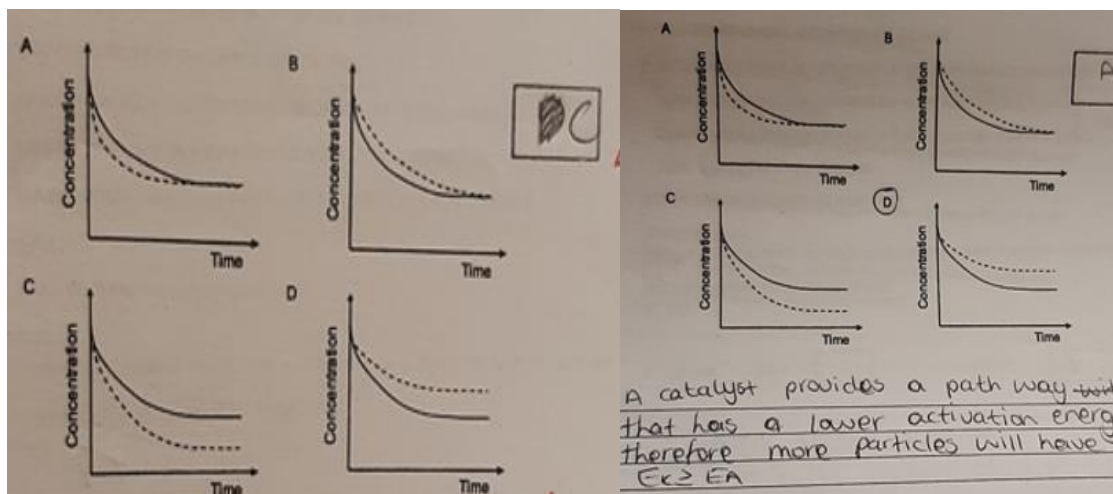 A
Concentration
Time
B
Concentration
Time
C
C
Concentration
Time
D
Concentration
Time
A
Concentration
Time
B
Concentration
Time
C
Concentration
Time
D
Concentration
Time
A catalyst provides a path way
that has a lower activation energ
therefore more particles will have
EK≥ EA